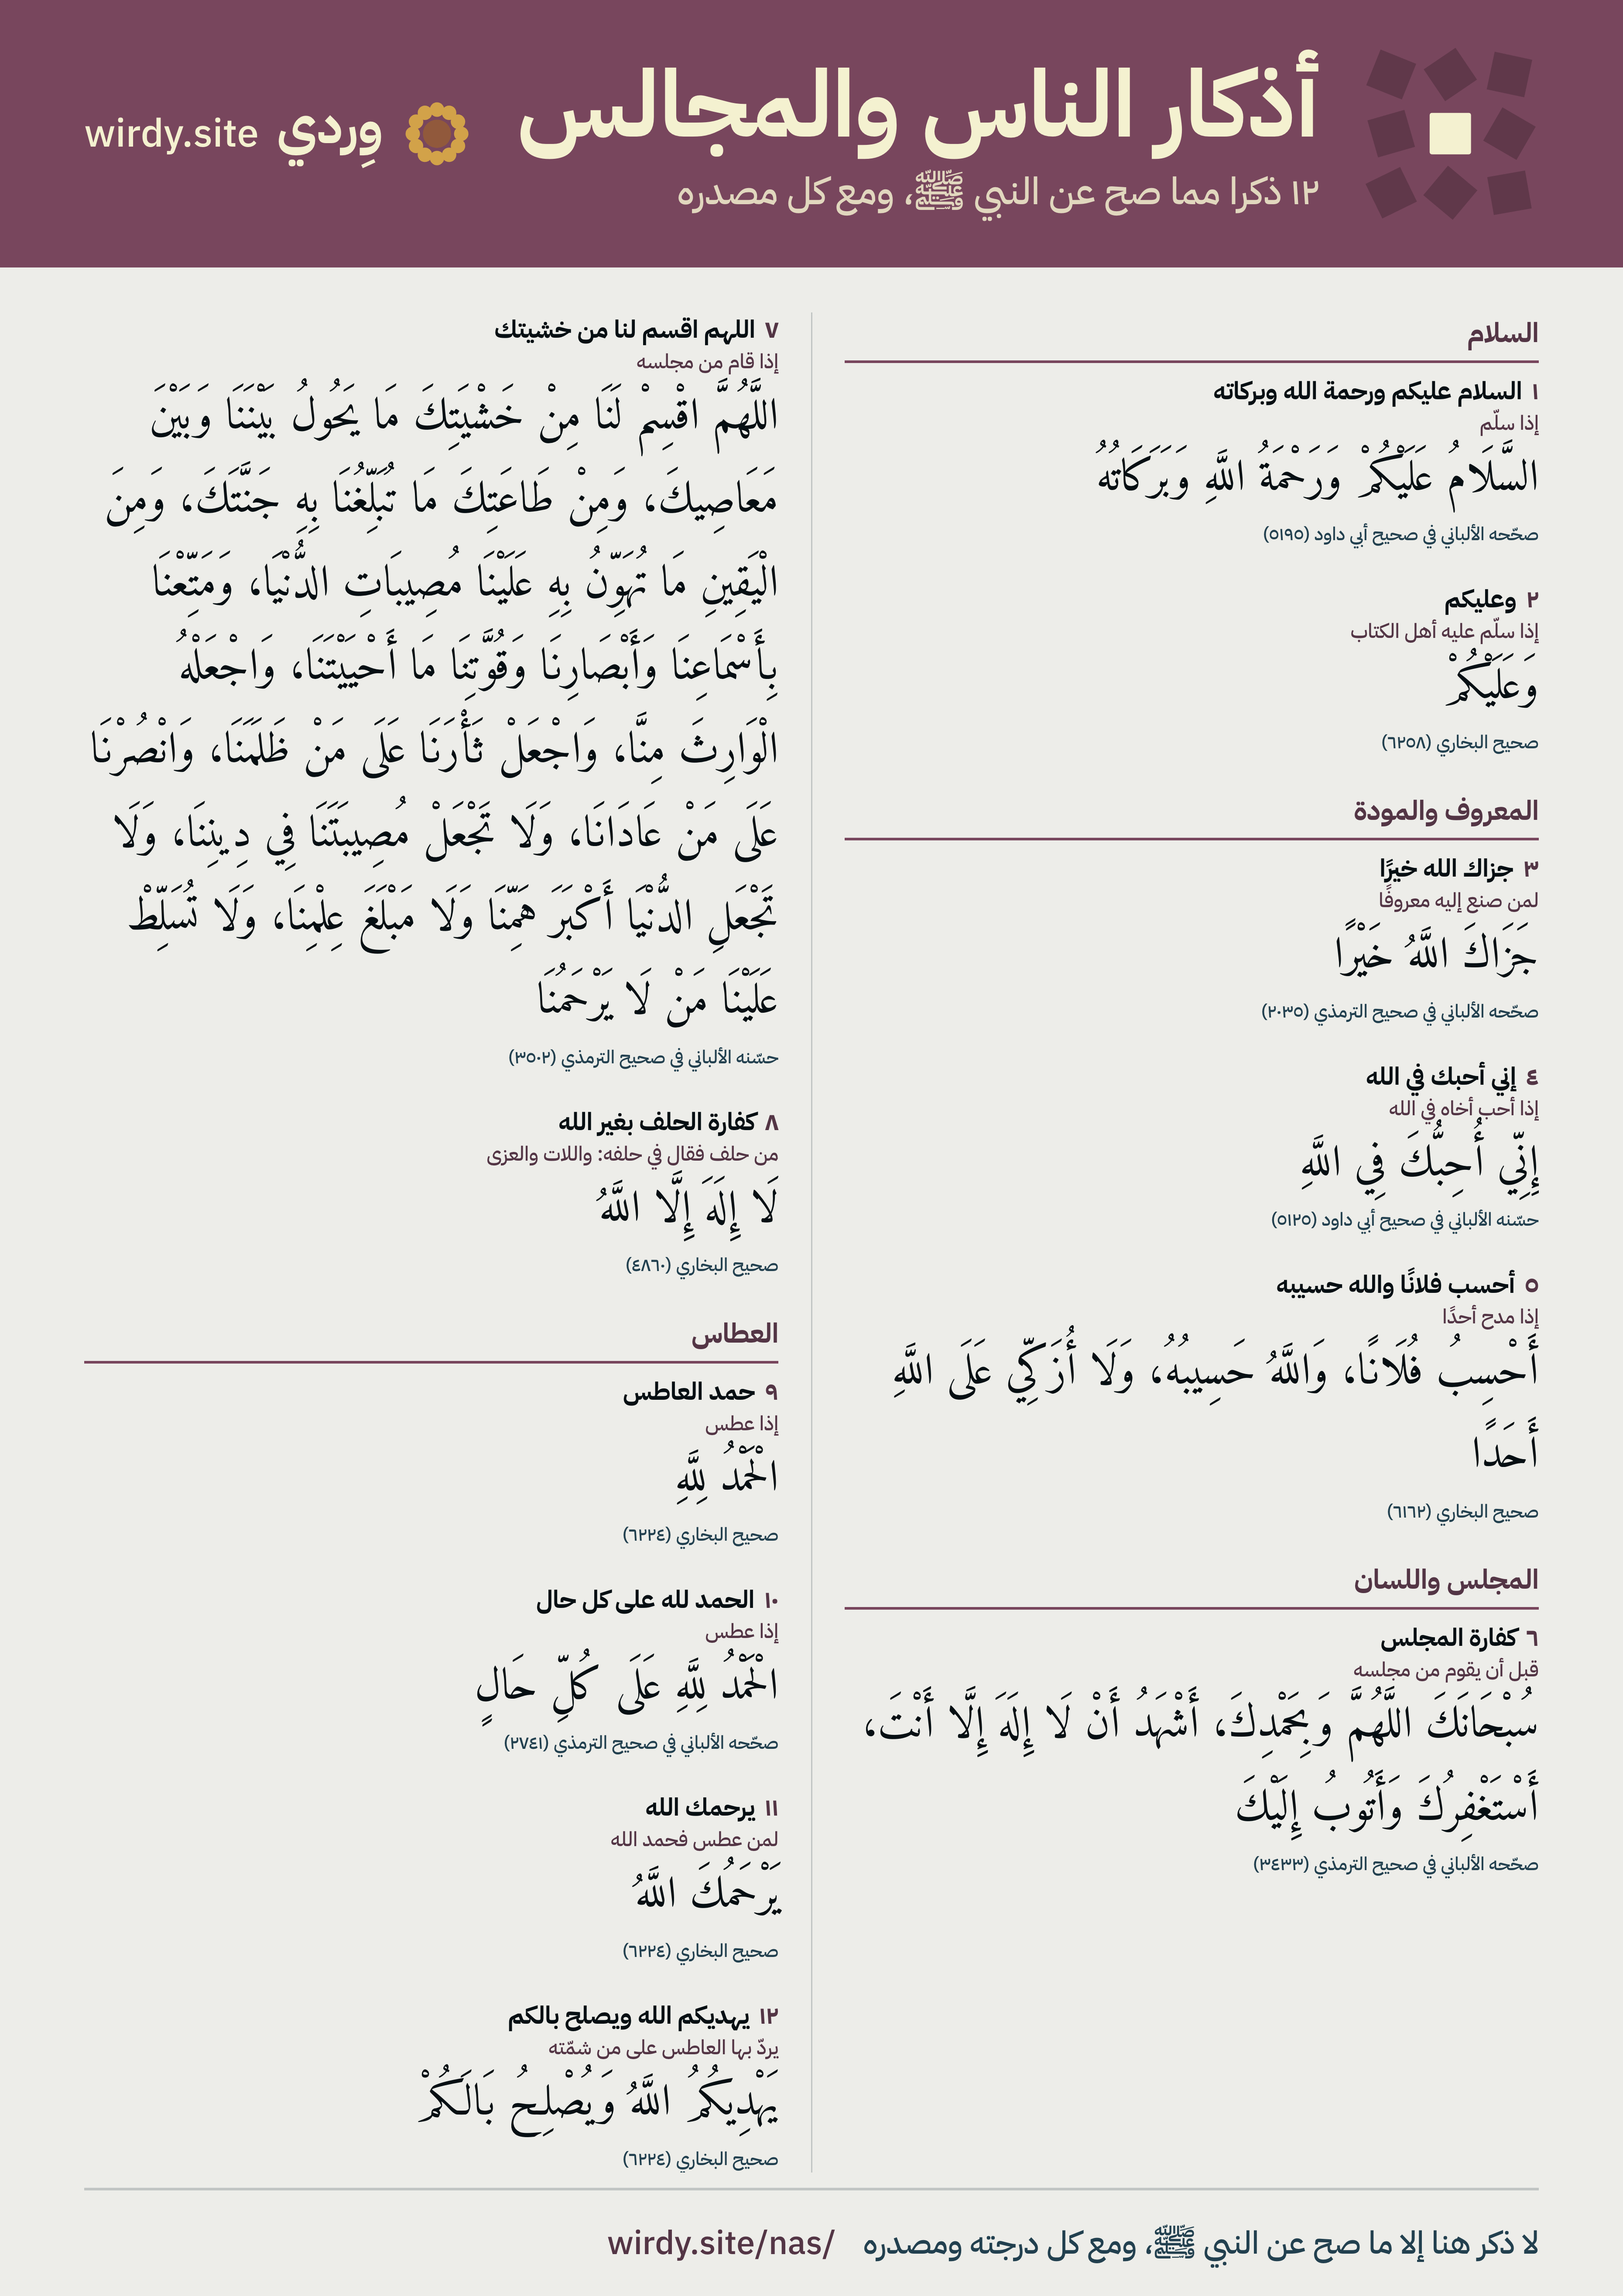 أذكار الناس والمجالس
١٢ ذكرا مما صح عن النبي ﷺ، ومع كل مصدره
وِردي wirdy.site
السلام
١ السلام عليكم ورحمة الله وبركاته
إذا سلّم
السَّلَامُ عَلَيْكُمْ وَرَحْمَةُ اللَّهِ وَبَرَكَاتُهُ
صحّحه الألباني في صحيح أبي داود (٥١٩٥)
٢ وعليكم
إذا سلّم عليه أهل الكتاب
وَعَلَيْكُمْ
صحيح البخاري (٦٢٥٨)
المعروف والمودة
٣ جزاك الله خيرًا
لمن صنع إليه معروفًا
جَزَاكَ اللَّهُ خَيْرًا
صحّحه الألباني في صحيح الترمذي (٢٠٣٥)
٤ إني أحبك في الله
إذا أحب أخاه في الله
إِنِّي أُحِبُّكَ فِي اللَّهِ
حسّنه الألباني في صحيح أبي داود (٥١٢٥)
٥ أحسب فلانًا والله حسيبه
إذا مدح أحدًا
أَحْسِبُ فُلَانًا، وَاللَّهُ حَسِيبُهُ، وَلَا أُزَكِّي عَلَى اللَّهِ
أَحَدًا
صحيح البخاري (٦١٦٢)
المجلس واللسان
٦ كفارة المجلس
قبل أن يقوم من مجلسه
سُبْحَانَكَ اللَّهُمَّ وَبِحَمْدِكَ، أَشْهَدُ أَنْ لَا إِلَهَ إِلَّا أَنْتَ،
أَسْتَغْفِرُكَ وَأَتُوبُ إِلَيْكَ
صحّحه الألباني في صحيح الترمذي (٣٤٣٣)
٧ اللهم اقسم لنا من خشيتك
إذا قام من مجلسه
اللَّهُمَّ اقْسِمْ لَنَا مِنْ خَشْيَتِكَ مَا يَحُولُ بَيْنَنَا وَبَيْنَ
مَعَاصِيكَ، وَمِنْ طَاعَتِكَ مَا تُبَلِّغُنَا بِهِ جَنَّتَكَ، وَمِنَ
الْيَقِينِ مَا تُهَوِّنُ بِهِ عَلَيْنَا مُصِيبَاتِ الدُّنْيَا، وَمَتِّعْنَا
بِأَسْمَاعِنَا وَأَبْصَارِنَا وَقُوَّتِنَا مَا أَحْيَيْتَنَا، وَاجْعَلْهُ
الْوَارِثَ مِنَّا، وَاجْعَلْ ثَأْرَنَا عَلَى مَنْ ظَلَمَنَا، وَانْصُرْنَا
عَلَى مَنْ عَادَانَا، وَلَا تَجْعَلْ مُصِيبَتَنَا فِي دِينِنَا، وَلَا
تَجْعَلِ الدُّنْيَا أَكْبَرَ هَمِّنَا وَلَا مَبْلَغَ عِلْمِنَا، وَلَا تُسَلِّطْ
عَلَيْنَا مَنْ لَا يَرْحَمُنَا
حسّنه الألباني في صحيح الترمذي (٣٥٠٢)
٨ كفارة الحلف بغير الله
من حلف فقال في حلفه: واللات والعزى
لَا إِلَهَ إِلَّا اللَّهُ
صحيح البخاري (٤٨٦٠)
العطاس
٩ حمد العاطس
إذا عطس
الْحَمْدُ لِلَّهِ
صحيح البخاري (٦٢٢٤)
١٠ الحمد لله على كل حال
إذا عطس
الْحَمْدُ لِلَّهِ عَلَى كُلِّ حَالٍ
صحّحه الألباني في صحيح الترمذي (٢٧٤١)
١١ يرحمك الله
لمن عطس فحمد الله
يَرْحَمُكَ اللَّهُ
صحيح البخاري (٦٢٢٤)
١٢ يهديكم الله ويصلح بالكم
يردّ بها العاطس على من شمّته
يَهْدِيكُمُ اللَّهُ وَيُصْلِحُ بَالَكُمْ
صحيح البخاري (٦٢٢٤)
لا ذكر هنا إلا ما صح عن النبي ﷺ، ومع كل درجته ومصدره wirdy.site/nas/